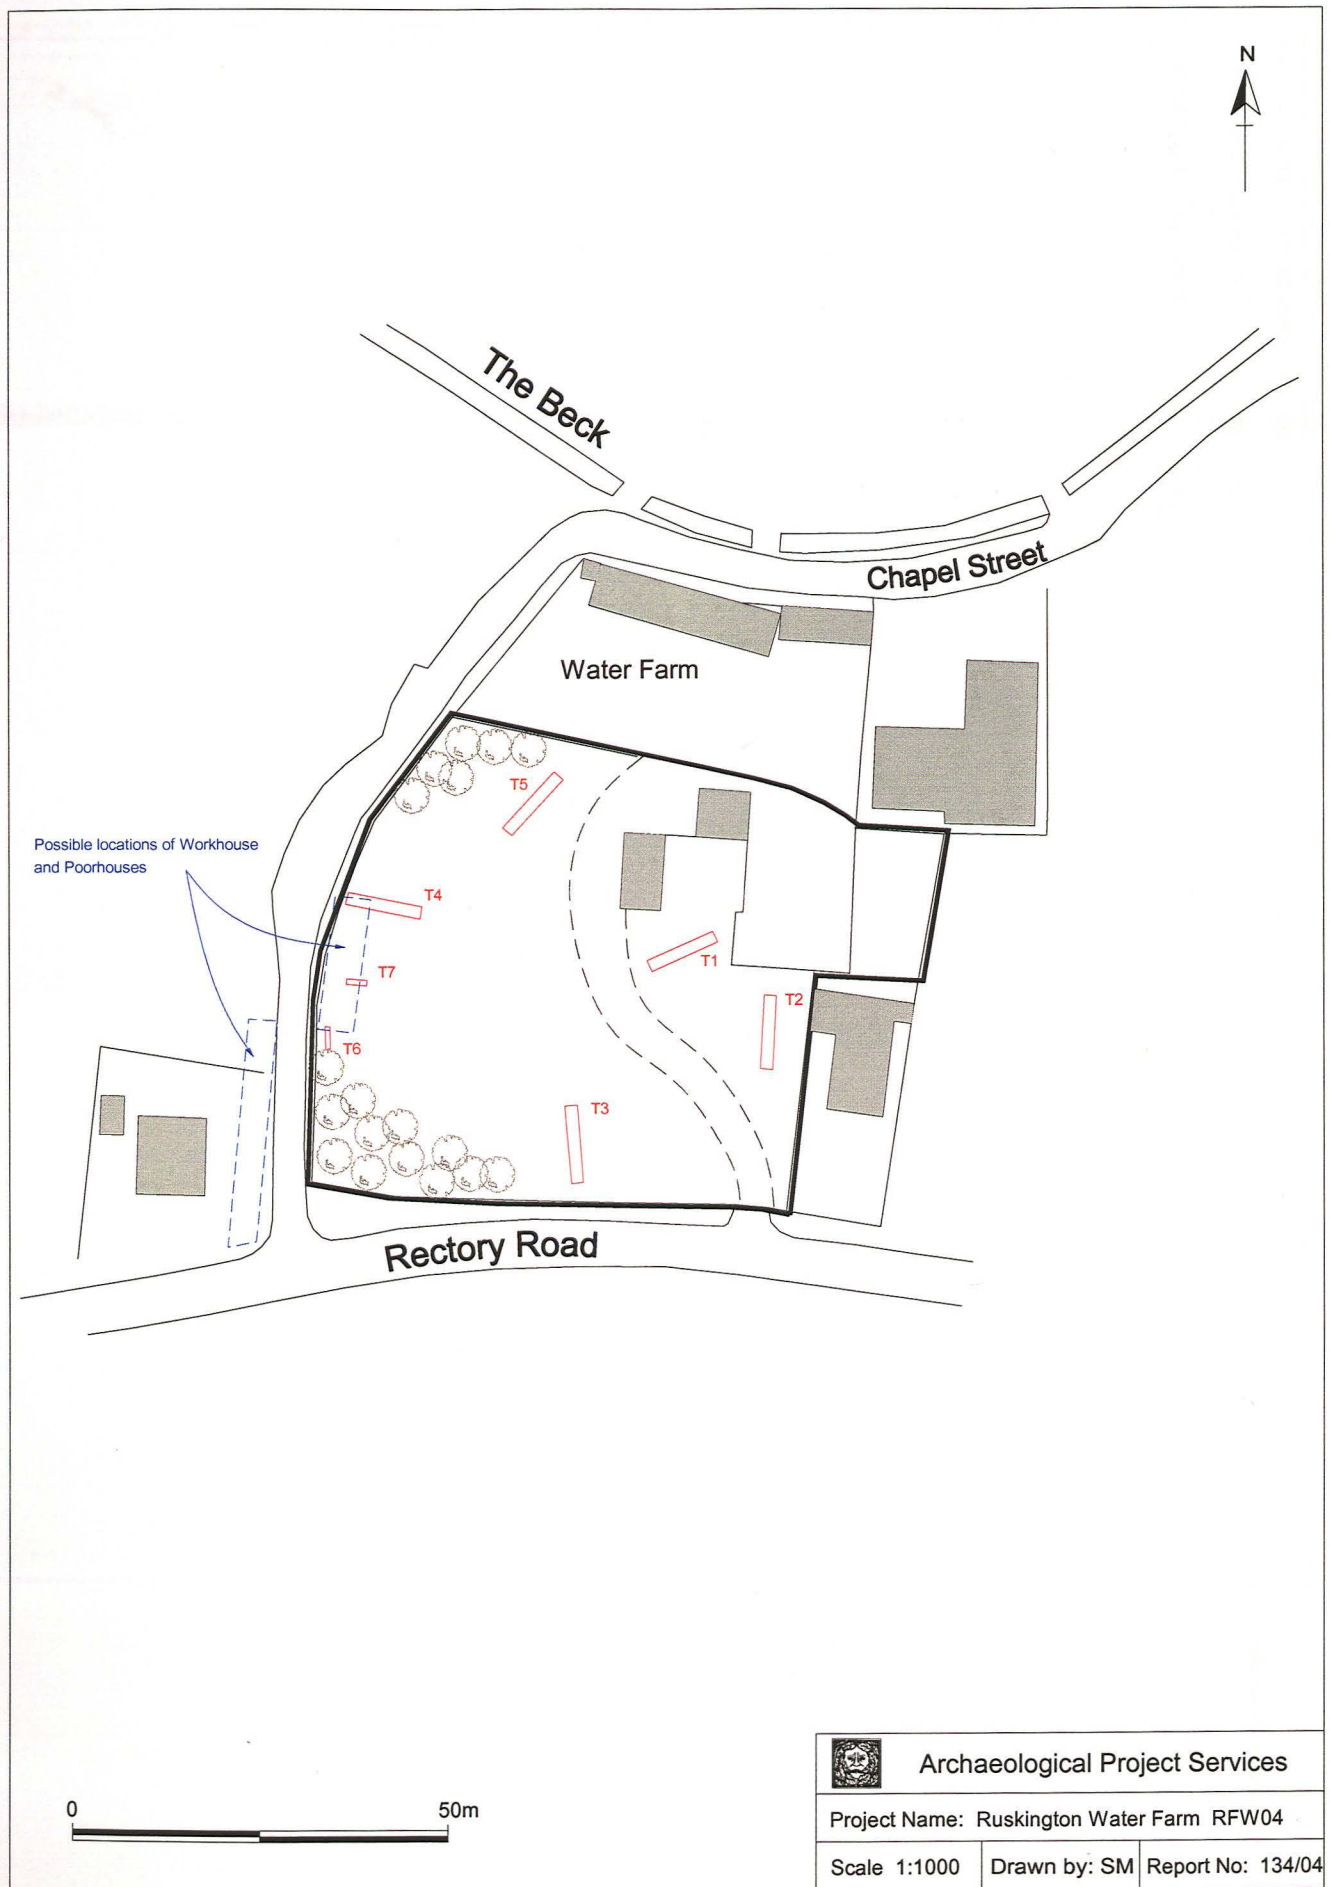 N
The Beck
Chapel Street
Water Farm
T5
Possible locations of Workhouse
and Poorhouses
T4
T1
T7
T2
T6
T3
Rectory Road
0
50m
Archaeological Project Services
Project Name: Ruskington Water Farm RFW04
Scale 1:1000
Drawn by: SM
Report No: 134/04